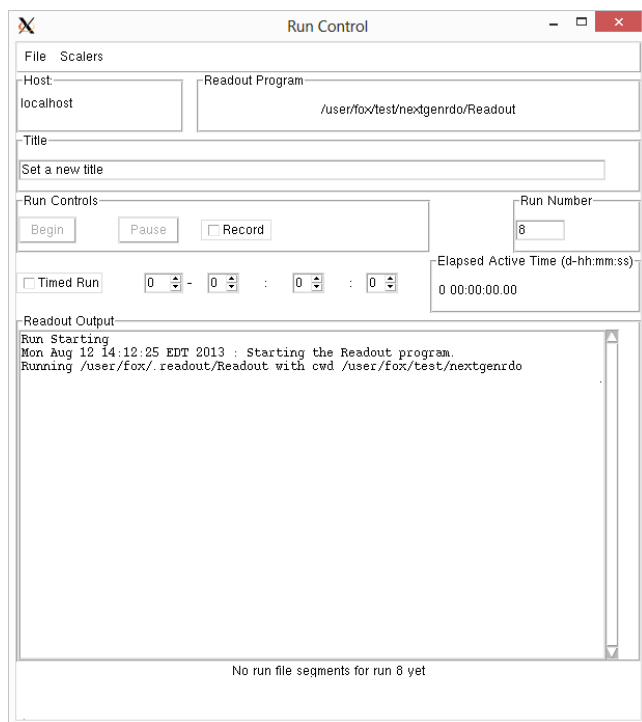 Run Control
File Scalers
Host:
localhost
Readout Program
/user/fox/test/nextgenrdo/Readout
Title
Set a new title
Run Controls
Begin Pause Record
Run Number
8
Timed Run 0 - 0 : 0 : 0
Elapsed Active Time (d-hh:mm:ss)
0 00:00:00.00
Readout Output
Run Starting
Mon Aug 12 14:12:25 EDT 2013 : Starting the Readout program.
Running /user/fox/.readout/Readout with cwd /user/fox/test/nextgenrdo
No run file segments for run 8 yet